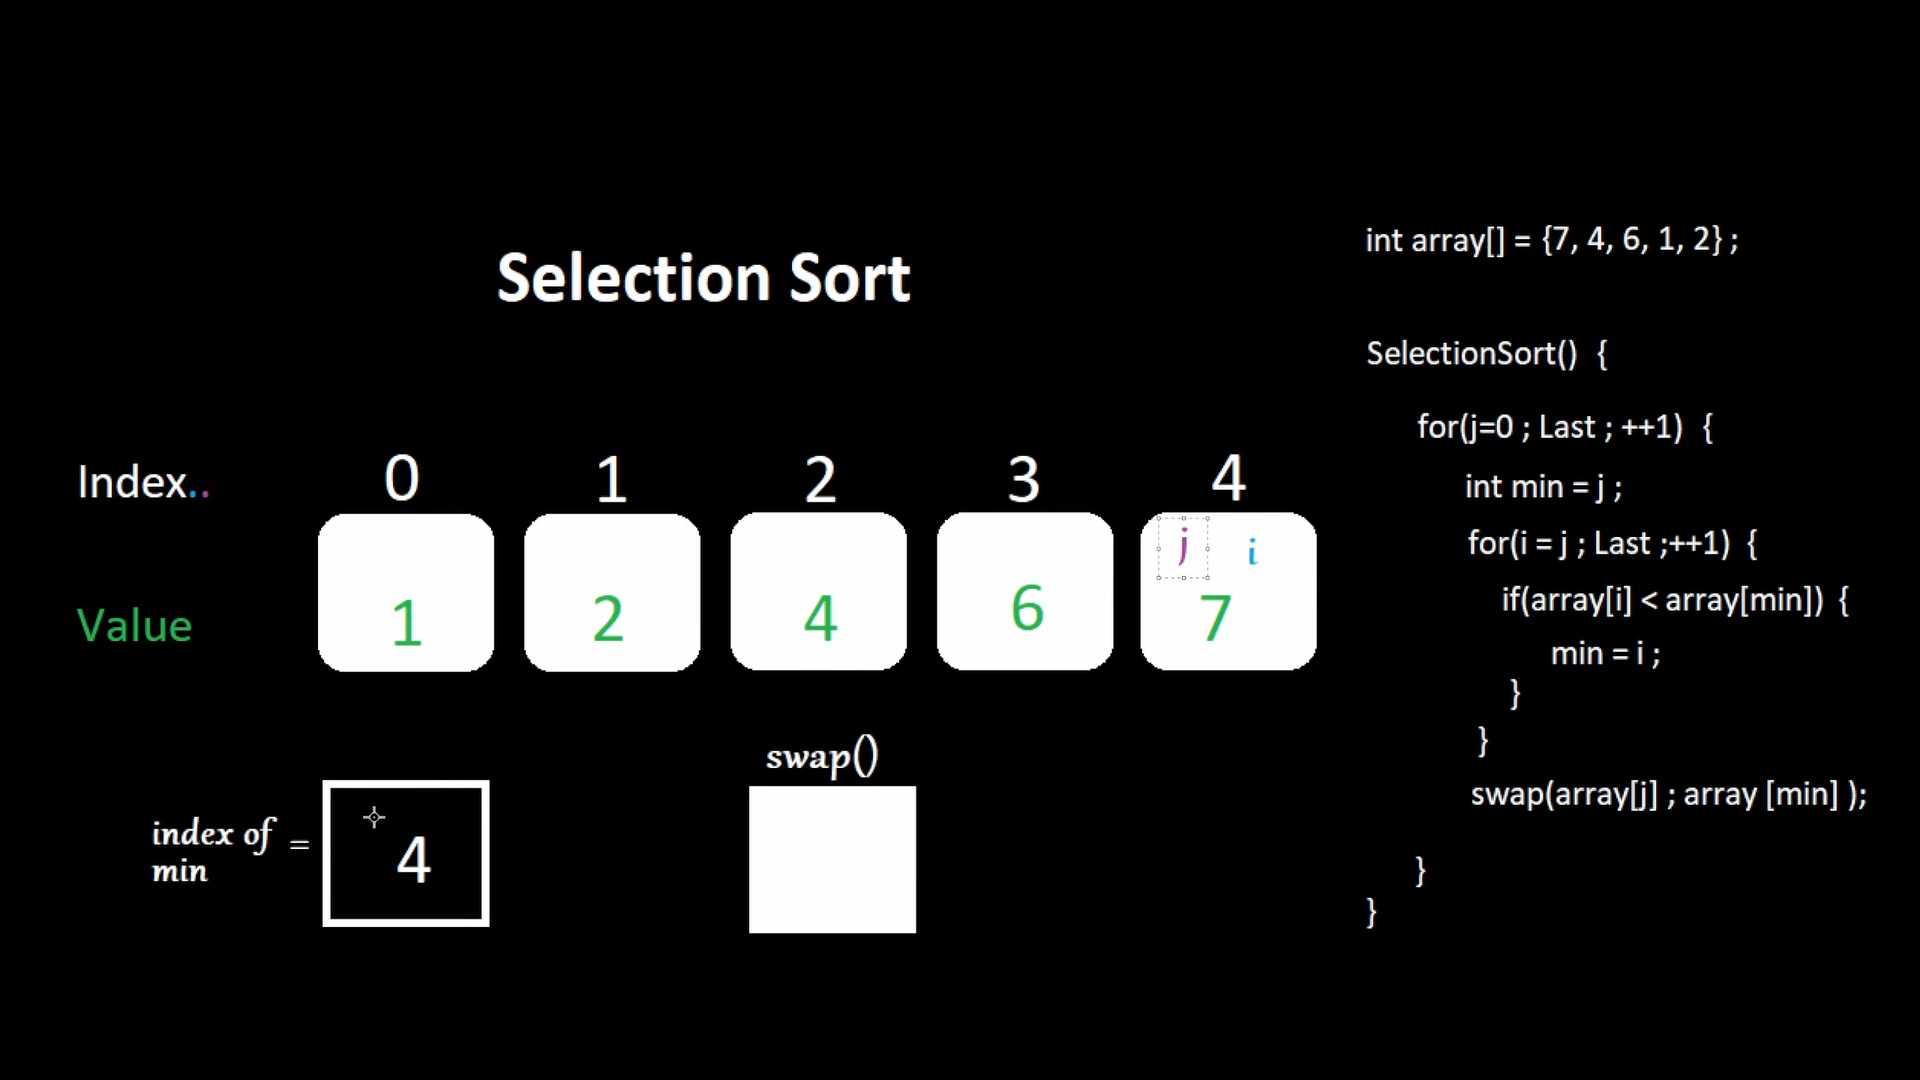 Selection Sort
Index..
0 1 2 3 4
j i
Value
1 2 4 6 7
swap()
index of
min
=
4
int array[] = {7, 4, 6, 1, 2} ;
SelectionSort() {
for(j=0 ; Last ; ++1) {
int min = j ;
for(i = j ; Last ;++1) {
if(array[i] < array[min]) {
min = i ;
}
}
swap(array[j] ; array [min] );
}
}